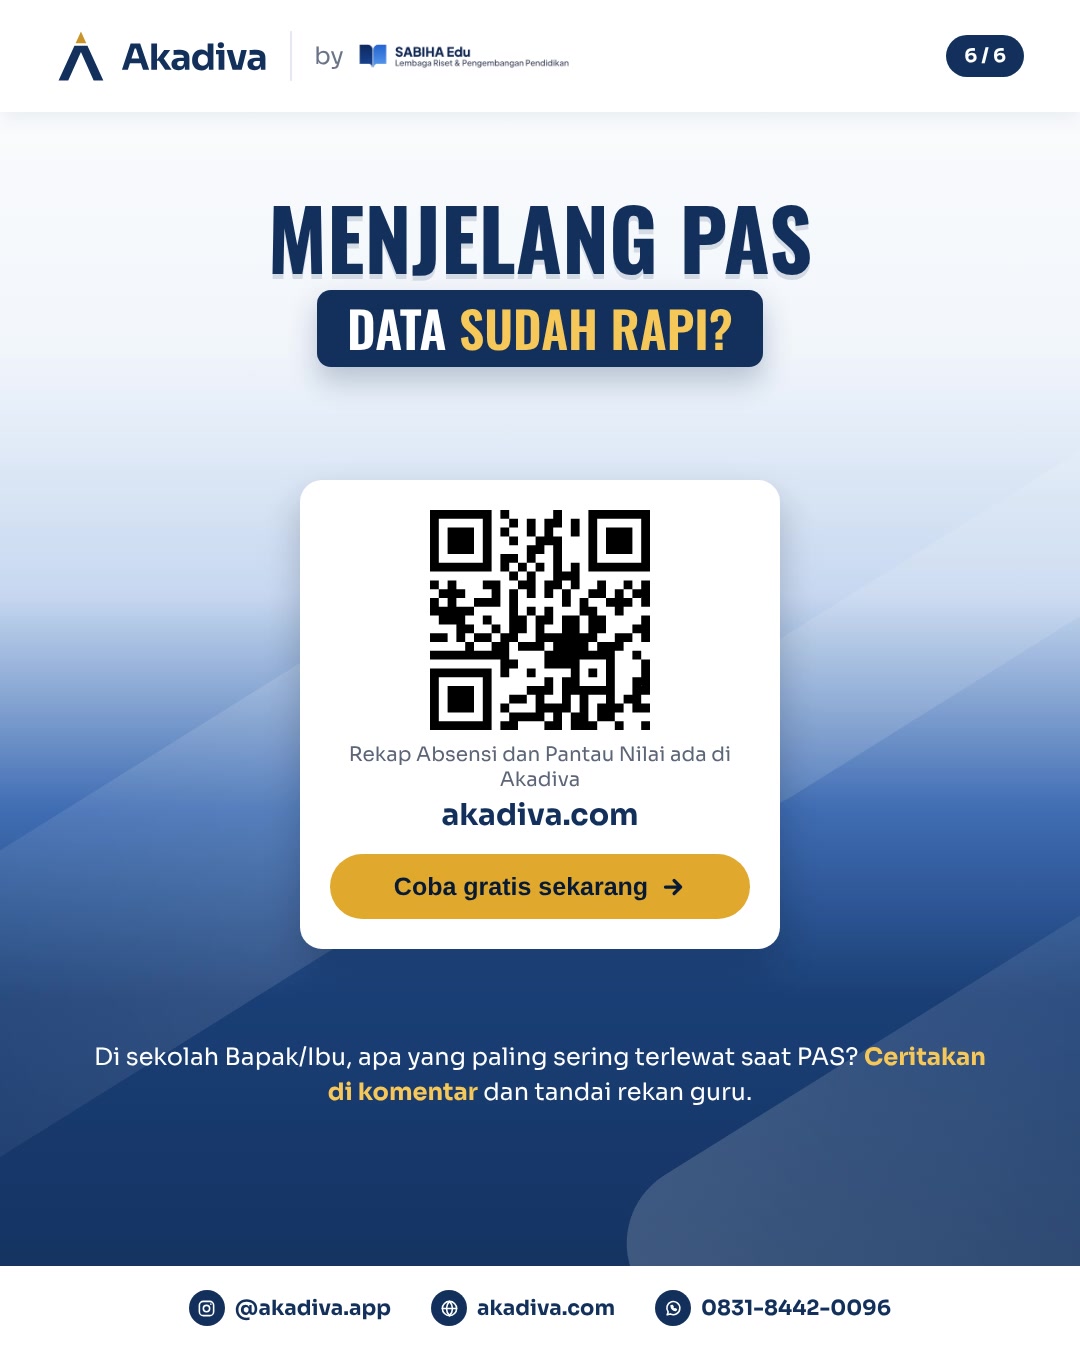 Akadiva
by
SABIHA Edu
Lembaga Riset & Pengembangan Pendidikan
6 / 6
MENJELANG PAS
DATA SUDAH RAPI?
Rekap Absensi dan Pantau Nilai ada di
Akadiva
akadiva.com
Coba gratis sekarang →
Di sekolah Bapak/Ibu, apa yang paling sering terlewat saat PAS? Ceritakan
di komentar dan tandai rekan guru.
@akadiva.app
akadiva.com
0831-8442-0096